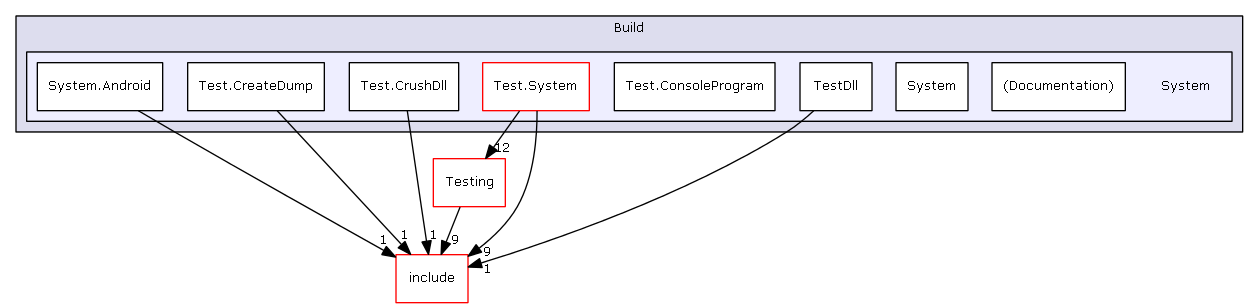 Build
System.Android
Test.CreateDump
Test.CrushDll
Test.System
Test.ConsoleProgram
TestDll
System
(Documentation)
System
12
Testing
1
1
1
9
9
1
include